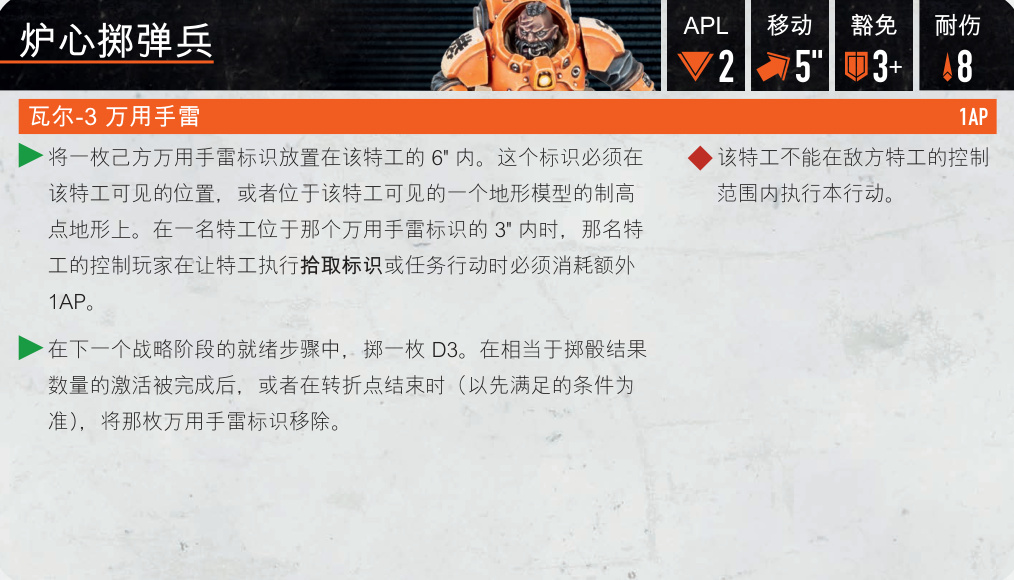 炉心掷弹兵
APL
2
移动
5"
豁免
3+
耐伤
8
瓦尔-3 万用手雷
1AP
将一枚己方万用手雷标识放置在该特工的 6" 内。这个标识必须在
该特工可见的位置，或者位于该特工可见的一个地形模型的制高
点地形上。在一名特工位于那个万用手雷标识的 3" 内时，那名特
工的控制玩家在让特工执行拾取标识或任务行动时必须消耗额外
1AP。
在下一个战略阶段的就绪步骤中，掷一枚 D3。在相当于掷骰结果
数量的激活被完成后，或者在转折点结束时（以先满足的条件为
准），将那枚万用手雷标识移除。
该特工不能在敌方特工的控制
范围内执行本行动。